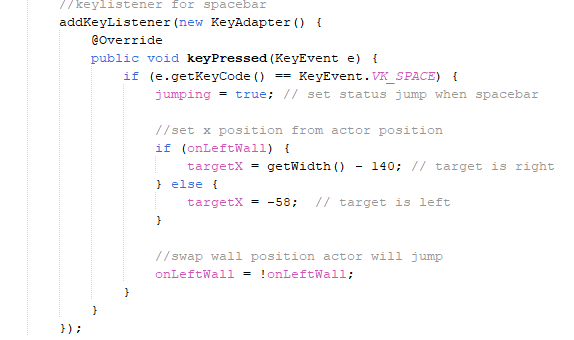 //keylistener for spacebar
addKeyListener(new KeyAdapter() {
@Override
public void keyPressed(KeyEvent e) {
if (e.getKeyCode() == KeyEvent.VK_SPACE) {
jumping = true; // set status jump when spacebar
//set x position from actor position
if (onLeftWall) {
targetX = getWidth() - 140; // target is right
} else {
targetX = -58;  // target is left
}
//swap wall position actor will jump
onLeftWall = !onLeftWall;
}
}
});